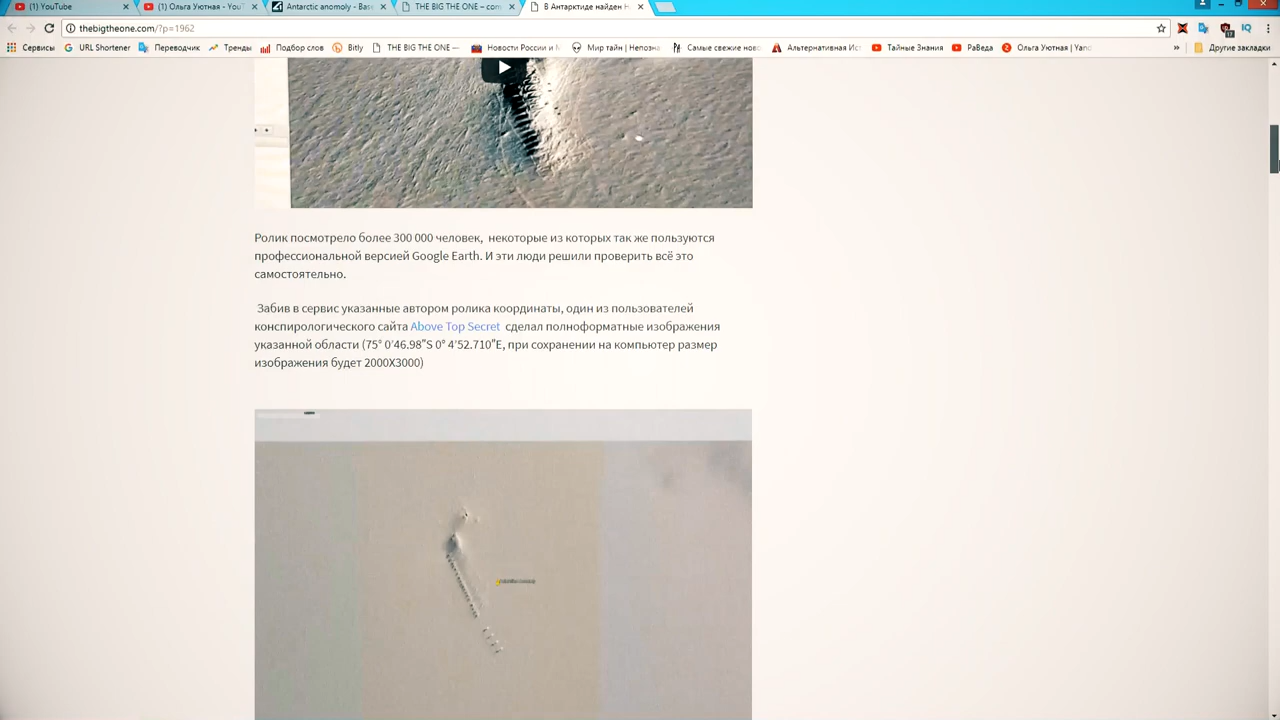 (1) YouTube
(1) Ольга Уютная - YouT
Antarctic anomoly - Base
THE BIG THE ONE – com
В Антарктиде найден Н
thebigtheone.com/?p=1962
Сервисы
URL Shortener
Переводчик
Тренды
Подбор слов
Bitly
THE BIG THE ONE —
Новости России и М
Мир тайн | Непозна
Самые свежие ново
Альтернативная Ис
Тайные Знания
РаВеда
Ольга Уютная | Yanc
»
Другие закладки
Ролик посмотрело более 300 000 человек, некоторые из которых так же пользуются
профессиональной версией Google Earth. И эти люди решили проверить всё это
самостоятельно.
Забив в сервис указанные автором ролика координаты, один из пользователей
конспирологического сайта Above Top Secret сделал полноформатные изображения
указанной области (75° 0'46.98″S 0° 4'52.710″E, при сохранении на компьютер размер
изображения будет 2000X3000)